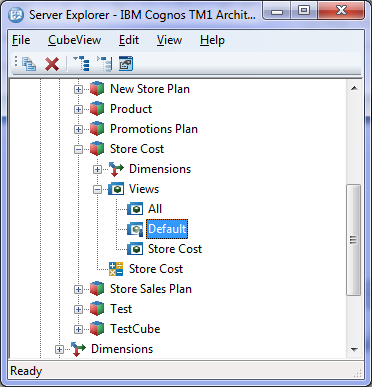 Server Explorer - IBM Cognos TM1 Archit...
File CubeView Edit View Help
New Store Plan
Product
Promotions Plan
Store Cost
Dimensions
Views
All
Default
Store Cost
Store Cost
Store Sales Plan
Test
TestCube
Dimensions
Ready